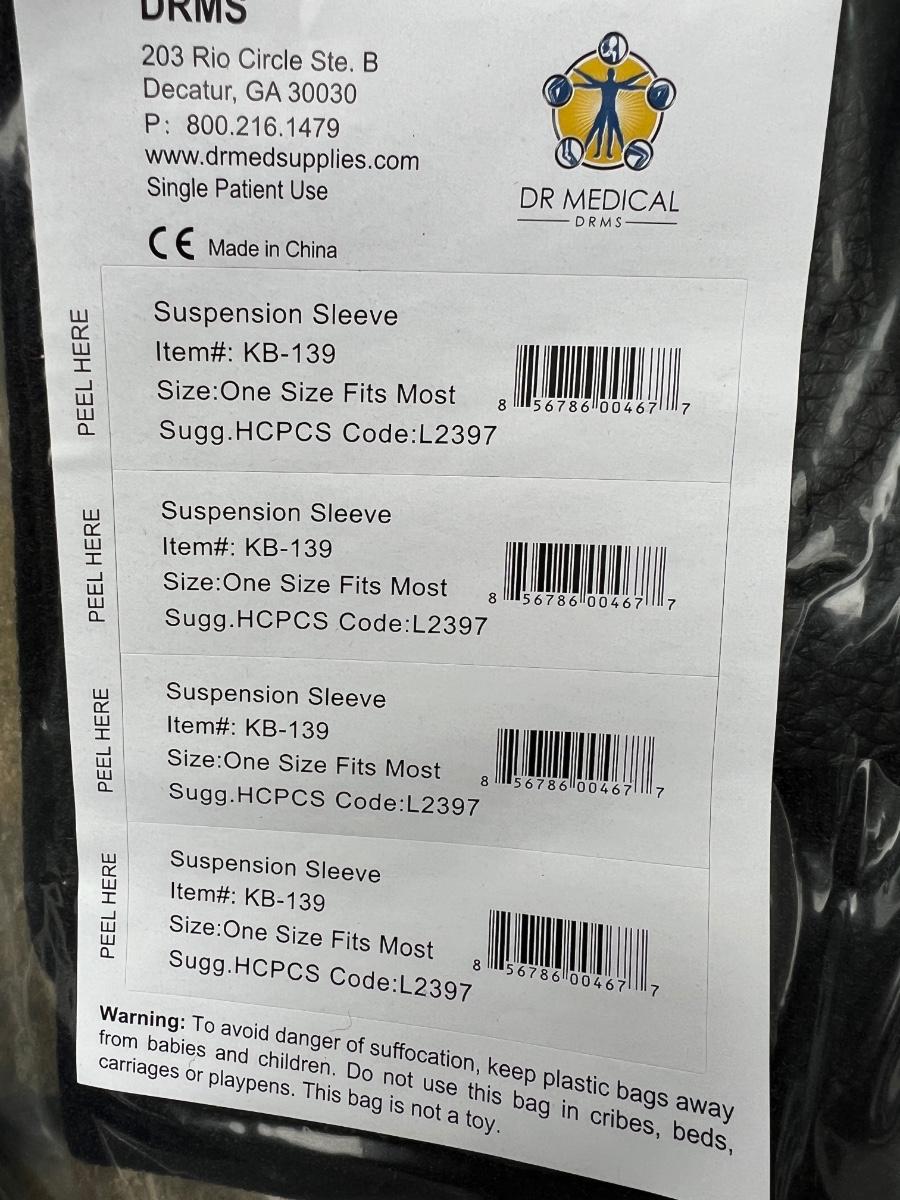 DRMS
203 Rio Circle Ste. B
Decatur, GA 30030
P: 800.216.1479
www.drmedsupplies.com
Single Patient Use
CE Made in China
DR MEDICAL
DRMS
PEEL HERE
Suspension Sleeve
Item#: KB-139
Size:One Size Fits Most
Sugg.HCPCS Code:L2397
8 56786 00467 7
PEEL HERE
Suspension Sleeve
Item#: KB-139
Size:One Size Fits Most
Sugg.HCPCS Code:L2397
8 56786 00467 7
PEEL HERE
Suspension Sleeve
Item#: KB-139
Size:One Size Fits Most
Sugg.HCPCS Code:L2397
8 56786 00467 7
PEEL HERE
Suspension Sleeve
Item#: KB-139
Size:One Size Fits Most
Sugg.HCPCS Code:L2397
8 56786 00467 7
Warning: To avoid danger of suffocation, keep plastic bags away
from babies and children. Do not use this bag in cribes, beds,
carriages or playpens. This bag is not a toy.